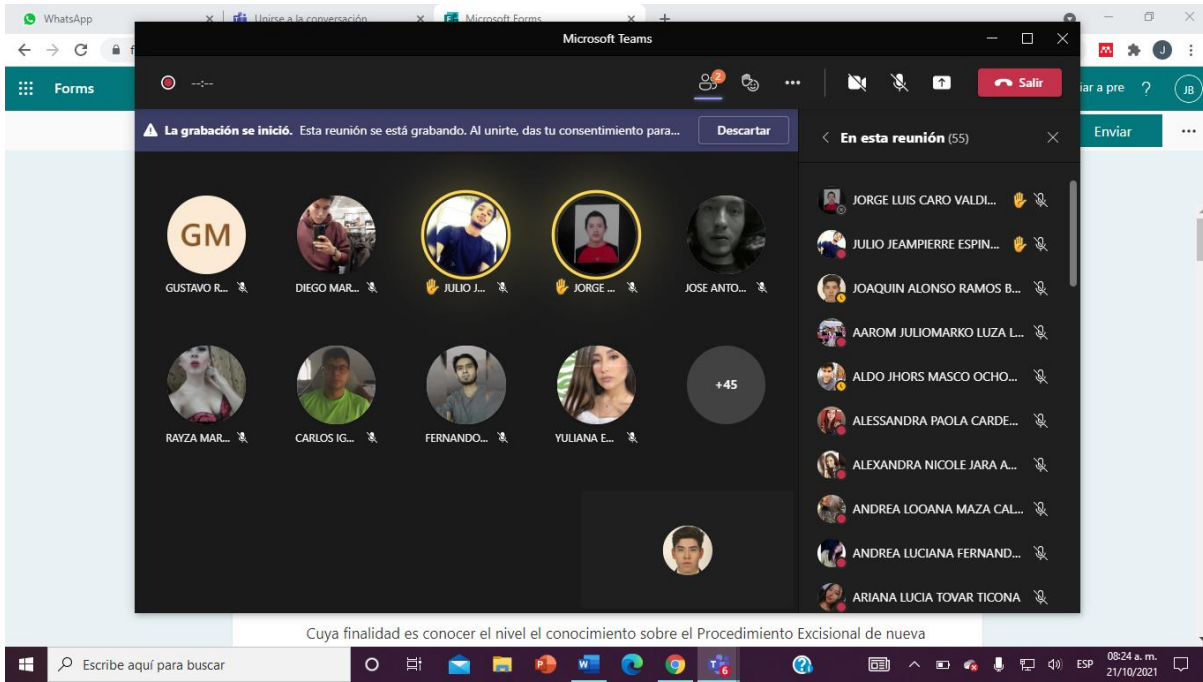 WhatsApp
Unirse a la conversación
Microsoft Forms
Microsoft Teams
Forms
--:--
2
Salir
iar a pre
?
JB
La grabación se inició. Esta reunión se está grabando. Al unirte, das tu consentimiento para...
Descartar
En esta reunión (55)
Enviar
GM
GUSTAVO R...
DIEGO MAR...
JULIO J...
JORGE ...
JOSE ANTO...
RAYZA MAR...
CARLOS IG...
FERNANDO...
YULIANA E...
+45
JORGE LUIS CARO VALDI...
JULIO JEAMPIERRE ESPIN...
JOAQUIN ALONSO RAMOS B...
AAROM JULIOMARKO LUZA L...
ALDO JHORS MASCO OCHO...
ALESSANDRA PAOLA CARDE...
ALEXANDRA NICOLE JARA A...
ANDREA LOOANA MAZA CAL...
ANDREA LUCIANA FERNAND...
ARIANA LUCIA TOVAR TICONA
Cuya finalidad es conocer el nivel el conocimiento sobre el Procedimiento Excisional de nueva
Escribe aquí para buscar
6
ESP
08:24 a. m.
21/10/2021